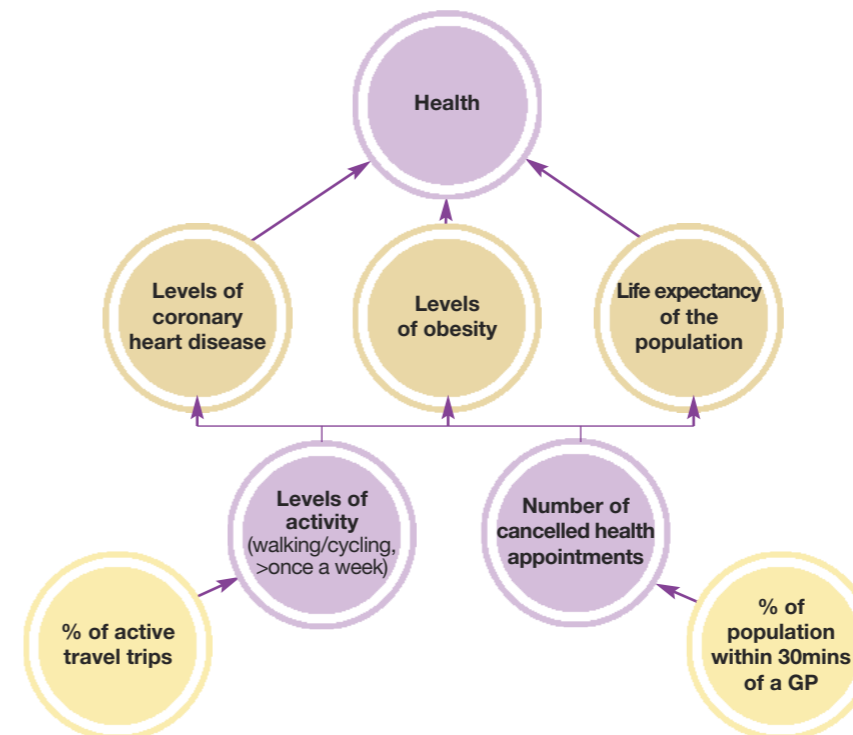 Health
Levels of
coronary
heart disease
Levels
of obesity
Life expectancy
of the
population
Levels of
activity
(walking/cycling,
>once a week)
Number of
cancelled health
appointments
% of active
travel trips
% of
population
within 30mins
of a GP